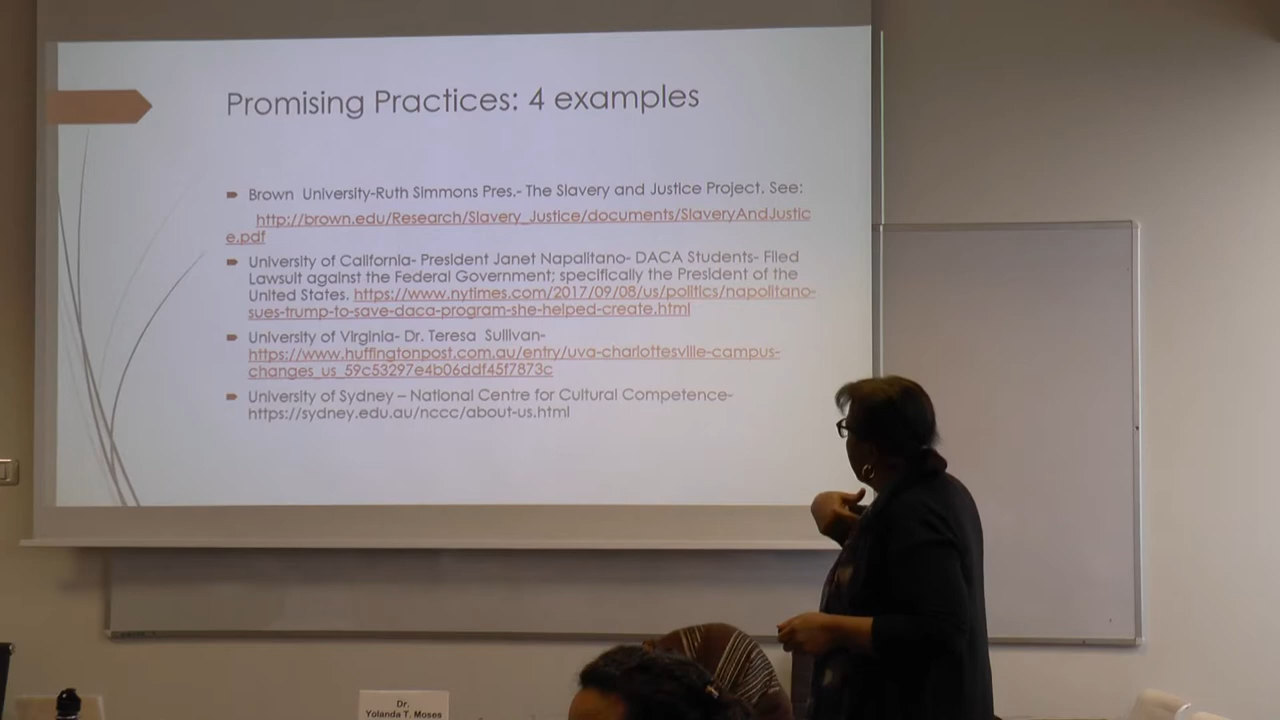 Promising Practices: 4 examples
Brown University-Ruth Simmons Pres.- The Slavery and Justice Project. See:
http://brown.edu/Research/Slavery_Justice/documents/SlaveryAndJustic
e.pdf
University of California- President Janet Napalitano- DACA Students- Filed
Lawsuit against the Federal Government; specifically the President of the
United States. https://www.nytimes.com/2017/09/08/us/politics/napolitano-
sues-trump-to-save-daca-program-she-helped-create.html
University of Virginia- Dr. Teresa Sullivan-
https://www.huffingtonpost.com.au/entry/uva-charlottesville-campus-
changes_us_59c53297e4b06ddf45f7873c
University of Sydney – National Centre for Cultural Competence-
https://sydney.edu.au/nccc/about-us.html
Dr.
Yolanda T. Moses